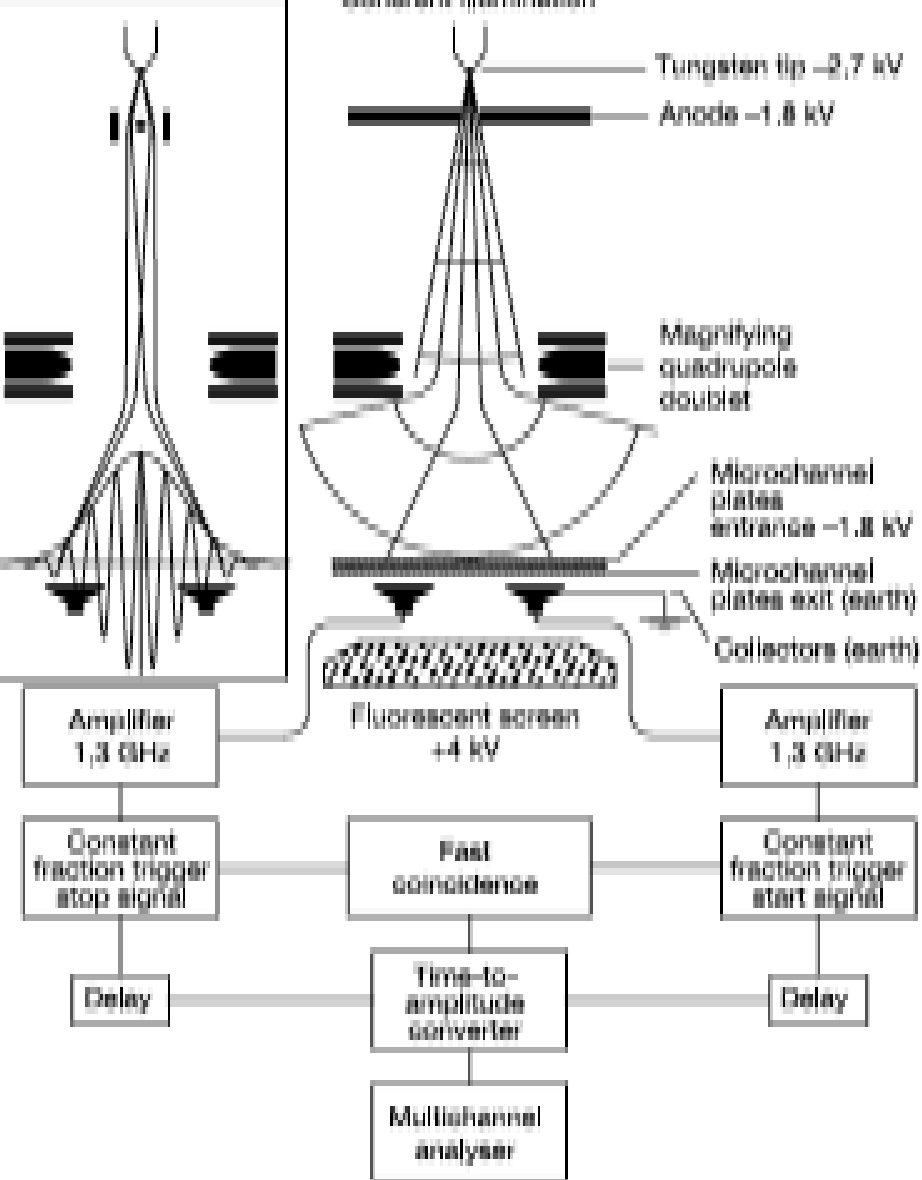 Tungsten tip –2,7 kV
Anode –1.8 kV
Magnifying
quadrupole
doublet
Microchannel
plates
entrance –1.8 kV
Microchannel
plates exit (earth)
Collectors (earth)
Fluorescent screen
+4 kV
Amplifier
1,3 GHz
Amplifier
1,3 GHz
Constant
fraction trigger
stop signal
Fast
coincidence
Constant
fraction trigger
start signal
Delay
Time-to-
amplitude
converter
Delay
Multichannel
analyser